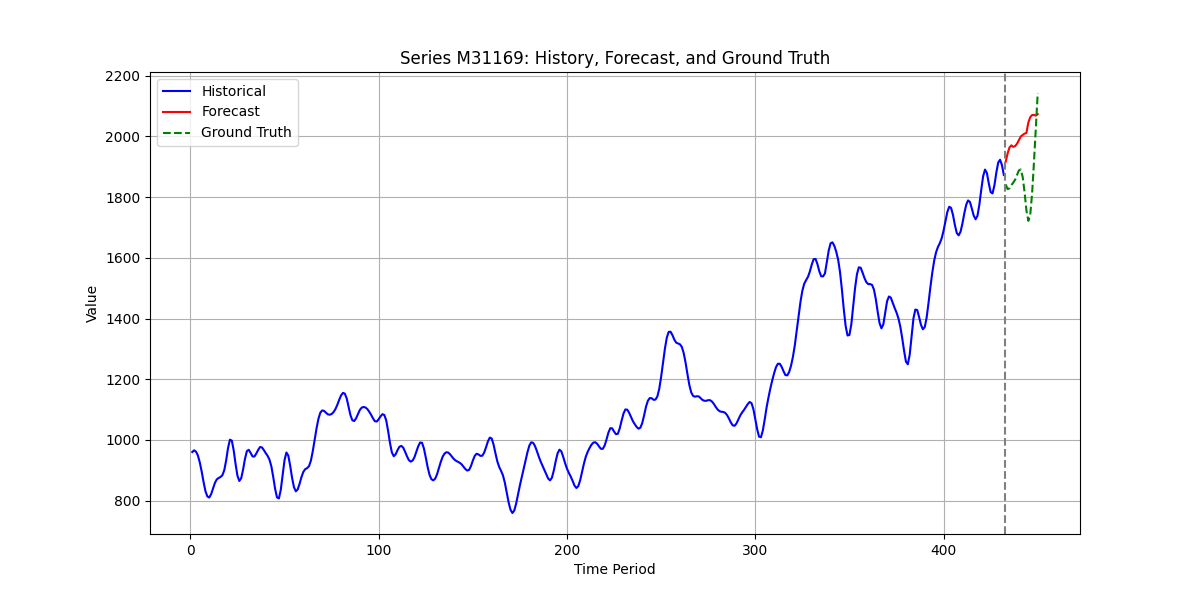 Series M31169: History, Forecast, and Ground Truth
2200
2000
1800
1600
1400
1200
1000
800
Value
Historical
Forecast
Ground Truth
0
100
200
300
400
Time Period